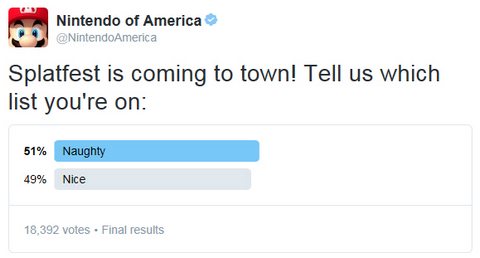 Nintendo of America
@NintendoAmerica
Splatfest is coming to town! Tell us which
list you're on:
51% Naughty
49% Nice
18,392 votes • Final results